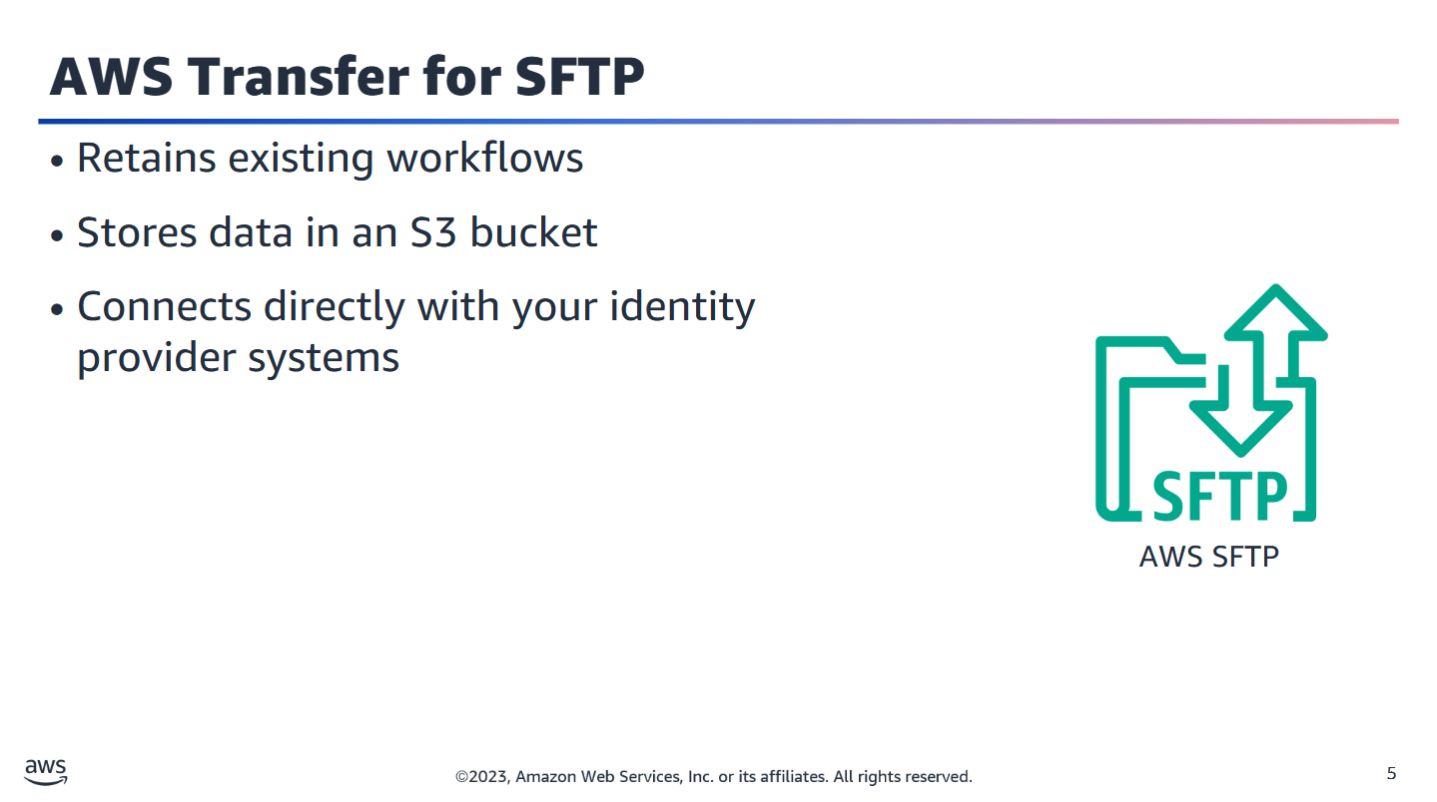 AWS Transfer for SFTP
• Retains existing workflows
• Stores data in an S3 bucket
• Connects directly with your identity
provider systems
SFTP
AWS SFTP
aws
©2023, Amazon Web Services, Inc. or its affiliates. All rights reserved.
5